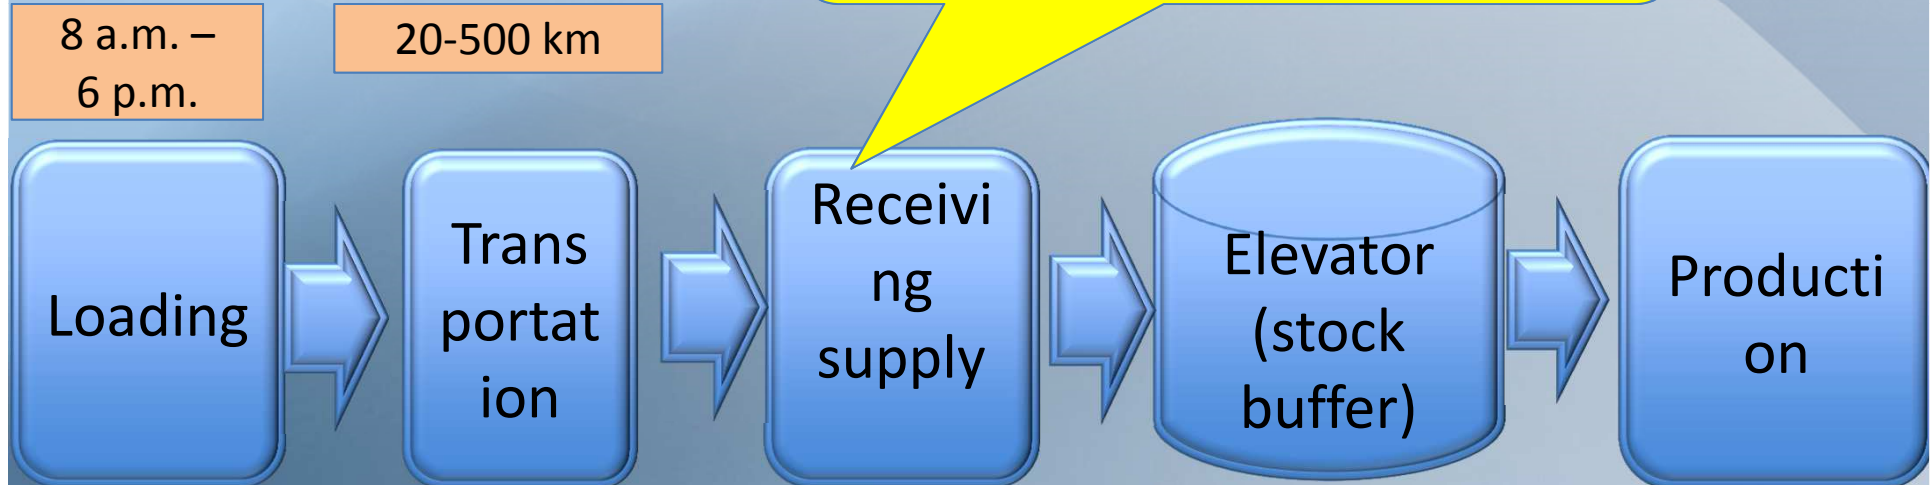 8 a.m. –
6 p.m.
20-500 km
Loading
Trans
portat
ion
Receivi
ng
supply
Elevator
(stock
buffer)
Producti
on